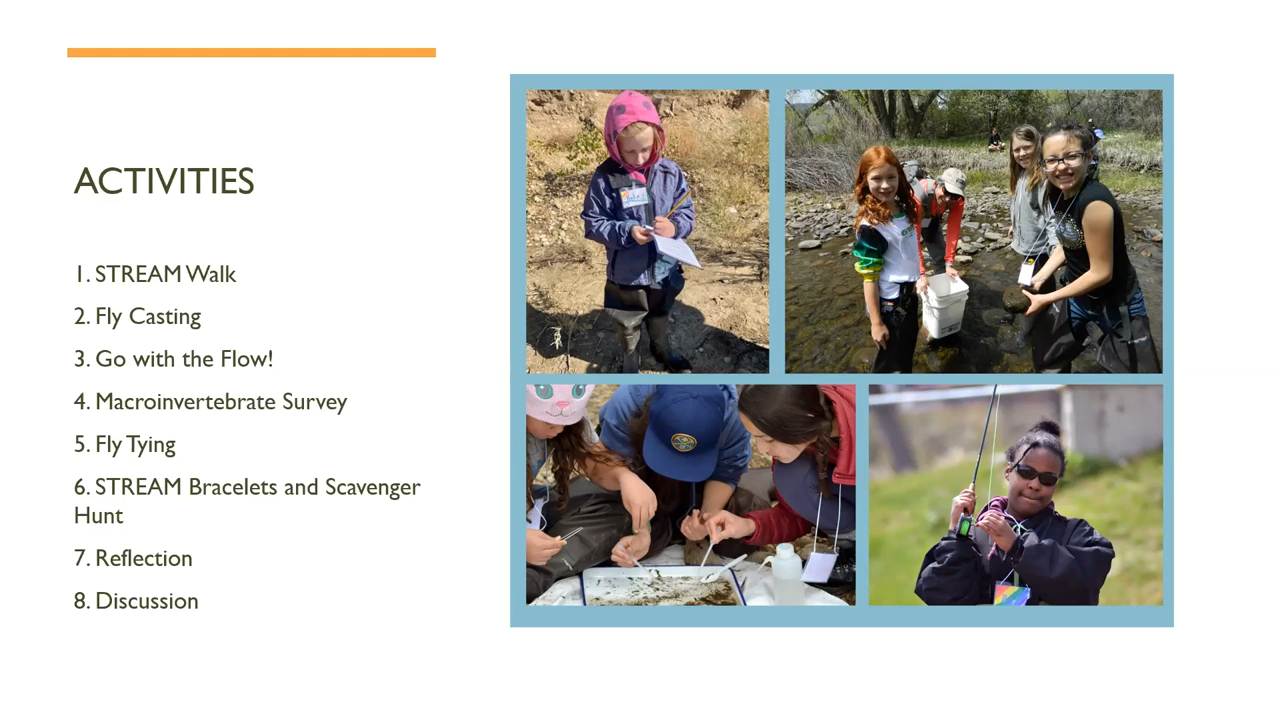 ACTIVITIES
1. STREAM Walk
2. Fly Casting
3. Go with the Flow!
4. Macroinvertebrate Survey
5. Fly Tying
6. STREAM Bracelets and Scavenger
Hunt
7. Reflection
8. Discussion